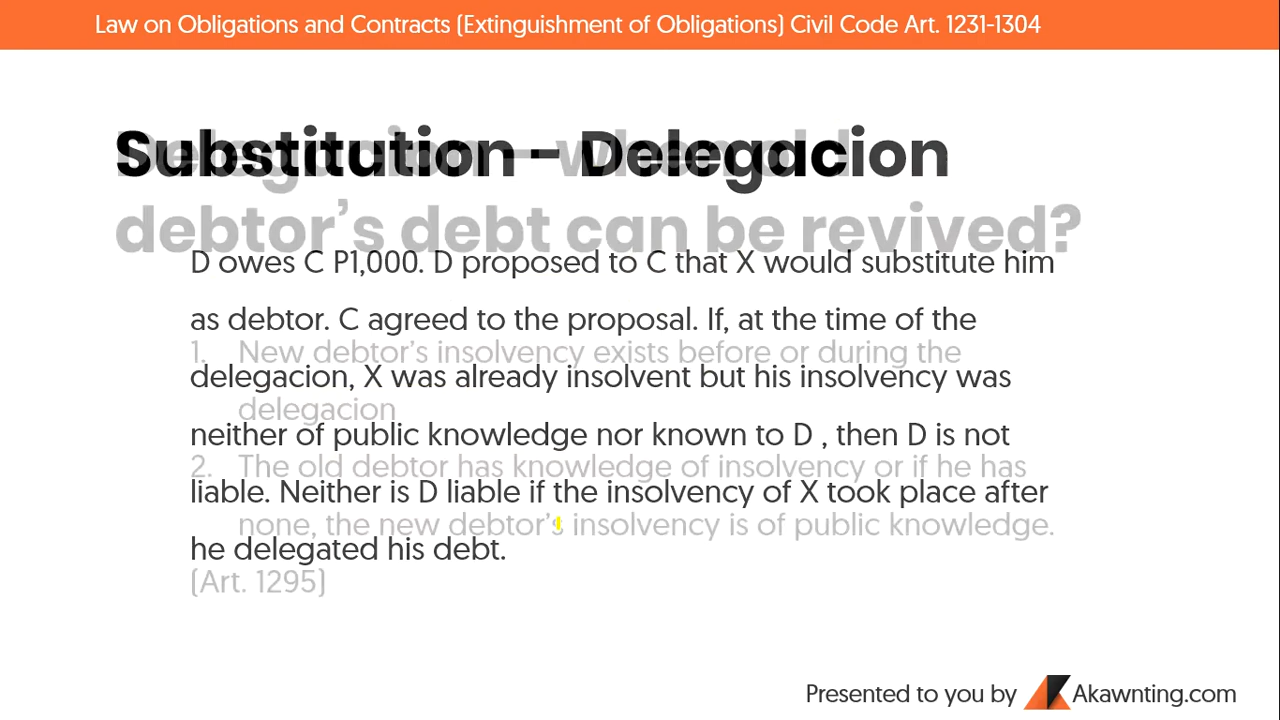 Law on Obligations and Contracts (Extinguishment of Obligations) Civil Code Art. 1231-1304
Substitution – Delegacion
Delegacion – when old
debtor's debt can be revived?
D owes C P1,000. D proposed to C that X would substitute him
as debtor. C agreed to the proposal. If, at the time of the
1. New debtor's insolvency exists before or during the
delegacion, X was already insolvent but his insolvency was
delegacion
neither of public knowledge nor known to D , then D is not
2. The old debtor has knowledge of insolvency or if he has
liable. Neither is D liable if the insolvency of X took place after
none, the new debtor's insolvency is of public knowledge.
he delegated his debt.
(Art. 1295)
Presented to you by Akawnting.com